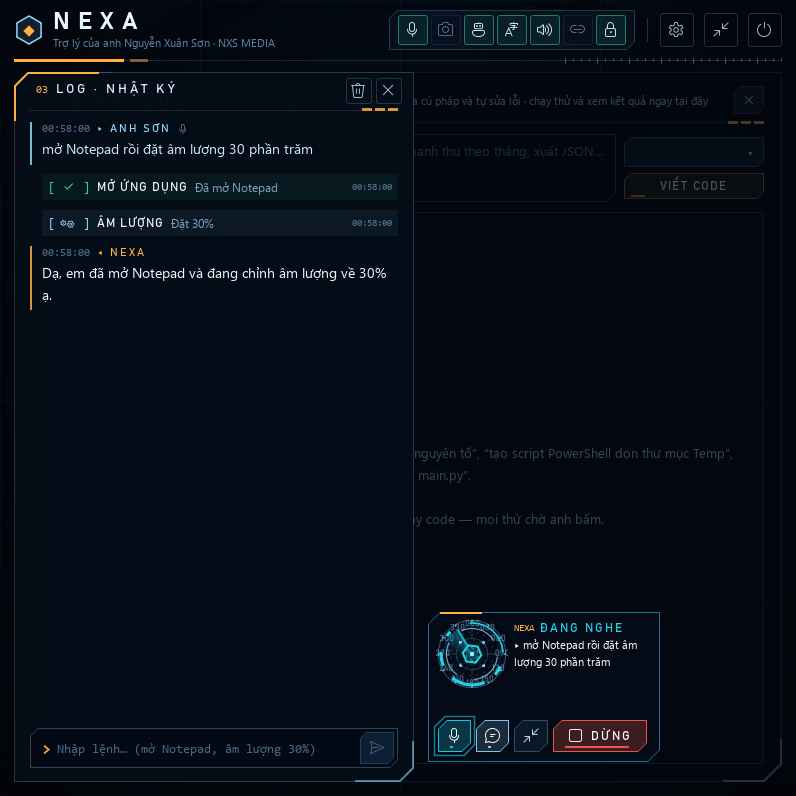 NEXA
Trợ lý của anh Nguyễn Xuân Sơn · NXS MEDIA
03 LOG · NHẬT KÝ
00:58:00 ▸ ANH SƠN
mở Notepad rồi đặt âm lượng 30 phần trăm
[ ✓ ] MỞ ỨNG DỤNG Đã mở Notepad 00:58:00
[ ] ÂM LƯỢNG Đặt 30% 00:58:00
00:58:00 ◂ NEXA
Dạ, em đã mở Notepad và đang chỉnh âm lượng về 30%
ạ.
Nhập lệnh… (mở Notepad, âm lượng 30%)
cú pháp và tự sửa lỗi · chạy thử và xem kết quả ngay tại đây
doanh thu theo tháng, xuất JSON…
VIẾT CODE
nguyên tố”, “tạo script PowerShell dọn thư mục Temp”,
main.py”.
code — mọi thứ chờ anh bấm.
NEXA ĐANG NGHE
▸ mở Notepad rồi đặt âm
lượng 30 phần trăm
DỪNG